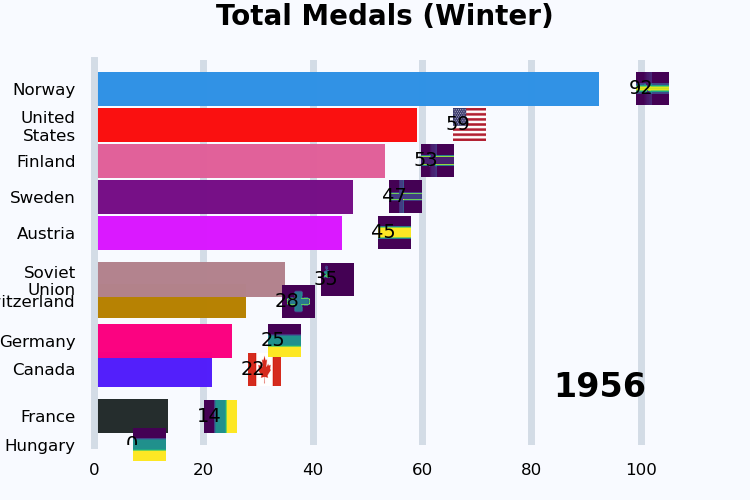 Total Medals (Winter)
Norway 92
United
States 59
Finland 53
Sweden 47
Austria 45
Soviet
Union 35
itzerland 28
Germany 25
Canada 22
1956
France 14
Hungary
0 20 40 60 80 100